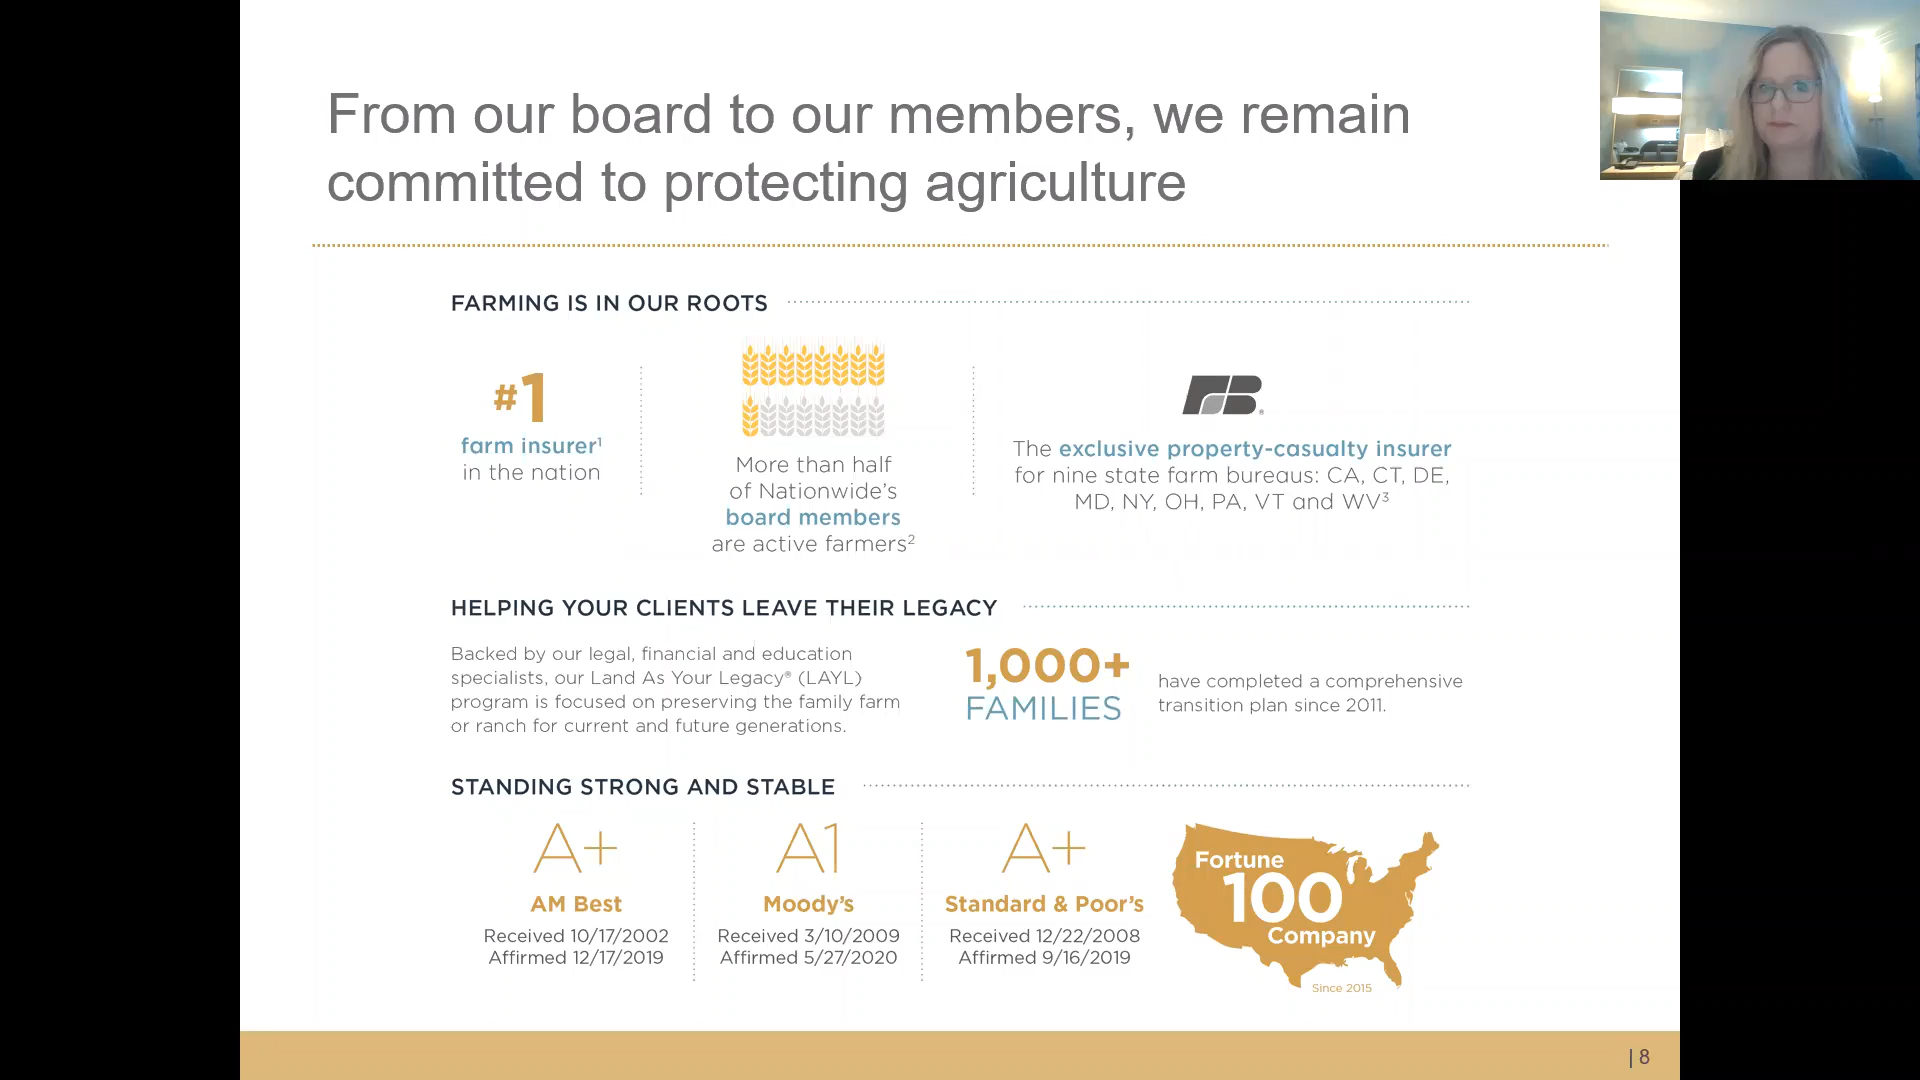 From our board to our members, we remain
committed to protecting agriculture
FARMING IS IN OUR ROOTS
#1
farm insurer¹
in the nation
More than half
of Nationwide's
board members
are active farmers²
FB®
The exclusive property-casualty insurer
for nine state farm bureaus: CA, CT, DE,
MD, NY, OH, PA, VT and WV³
HELPING YOUR CLIENTS LEAVE THEIR LEGACY
Backed by our legal, financial and education
specialists, our Land As Your Legacy® (LAYL)
program is focused on preserving the family farm
or ranch for current and future generations.
1,000+
FAMILIES
have completed a comprehensive
transition plan since 2011.
STANDING STRONG AND STABLE
A+
AM Best
Received 10/17/2002
Affirmed 12/17/2019
A1
Moody's
Received 3/10/2009
Affirmed 5/27/2020
A+
Standard & Poor's
Received 12/22/2008
Affirmed 9/16/2019
Fortune
100
Company
Since 2015
| 8